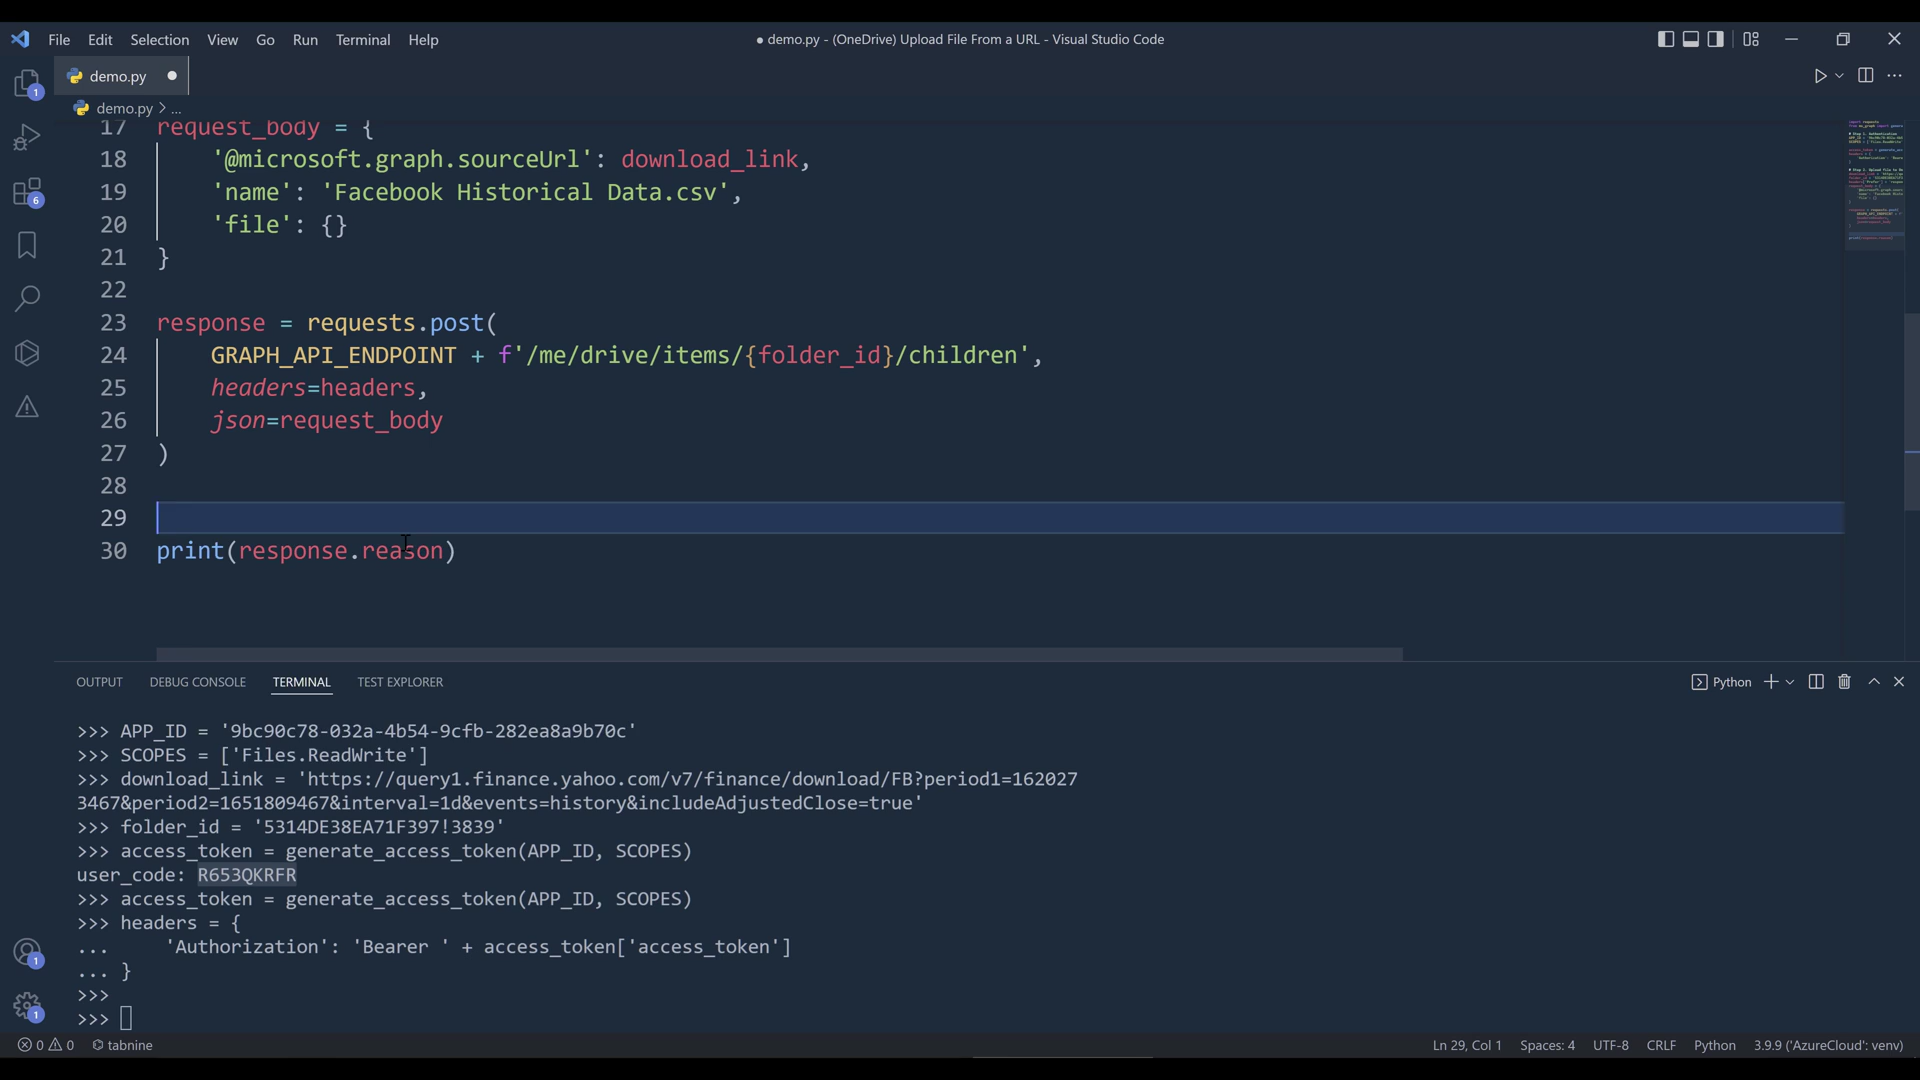 File Edit Selection View Go Run Terminal Help
● demo.py - (OneDrive) Upload File From a URL - Visual Studio Code
demo.py
demo.py > ...
17 request_body = {
18 '@microsoft.graph.sourceUrl': download_link,
19 'name': 'Facebook Historical Data.csv',
20 'file': {}
21 }
22
23 response = requests.post(
24 GRAPH_API_ENDPOINT + f'/me/drive/items/{folder_id}/children',
25 headers=headers,
26 json=request_body
27 )
28
29
30 print(response.reason)
1
6
OUTPUT DEBUG CONSOLE TERMINAL TEST EXPLORER
Python
>>> APP_ID = '9bc90c78-032a-4b54-9cfb-282ea8a9b70c'
>>> SCOPES = ['Files.ReadWrite']
>>> download_link = 'https://query1.finance.yahoo.com/v7/finance/download/FB?period1=162027
3467&period2=1651809467&interval=1d&events=history&includeAdjustedClose=true'
>>> folder_id = '5314DE38EA71F397!3839'
>>> access_token = generate_access_token(APP_ID, SCOPES)
user_code: R653QKRFR
>>> access_token = generate_access_token(APP_ID, SCOPES)
>>> headers = {
... 'Authorization': 'Bearer ' + access_token['access_token']
... }
>>>
>>>
1
1
0 0 tabnine
Ln 29, Col 1 Spaces: 4 UTF-8 CRLF Python 3.9.9 ('AzureCloud': venv)